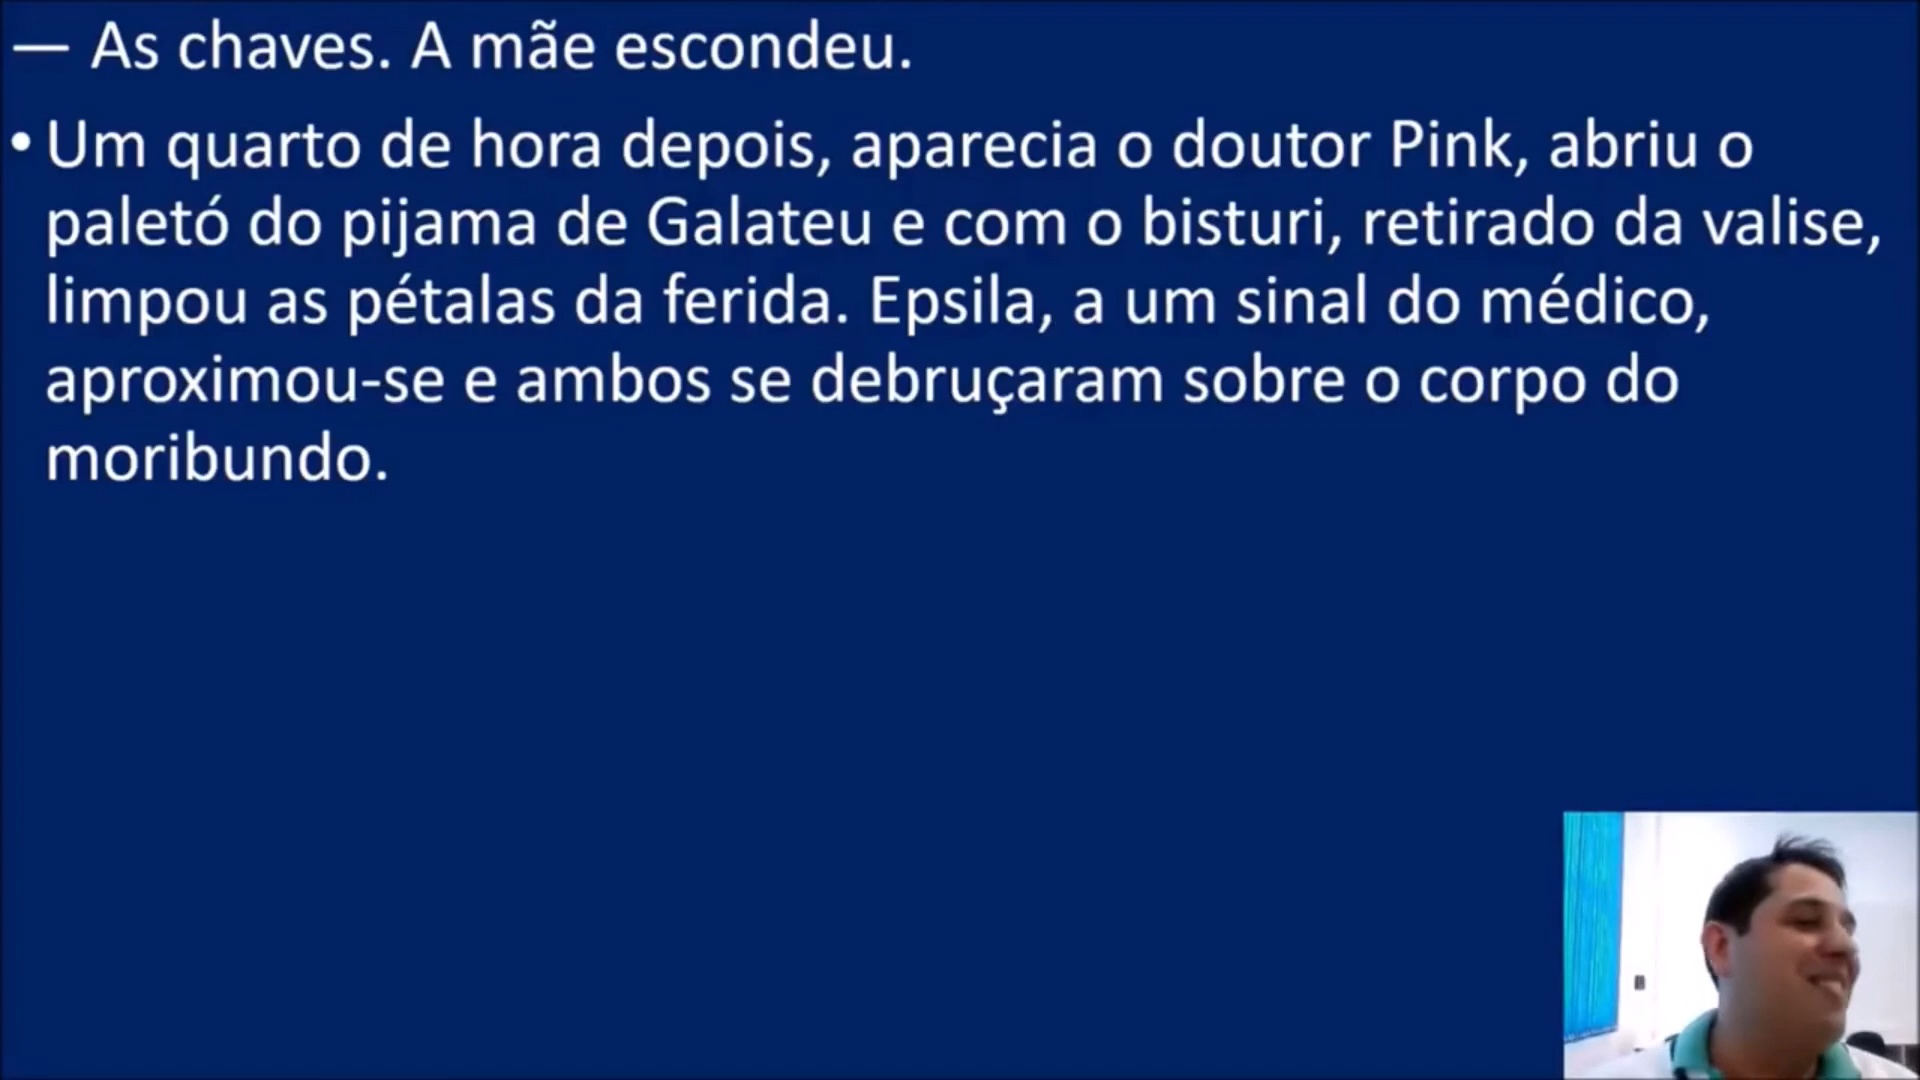 — As chaves. A mãe escondeu.
• Um quarto de hora depois, aparecia o doutor Pink, abriu o
paletó do pijama de Galateu e com o bisturi, retirado da valise,
limpou as pétalas da ferida. Epsila, a um sinal do médico,
aproximou-se e ambos se debruçaram sobre o corpo do
moribundo.